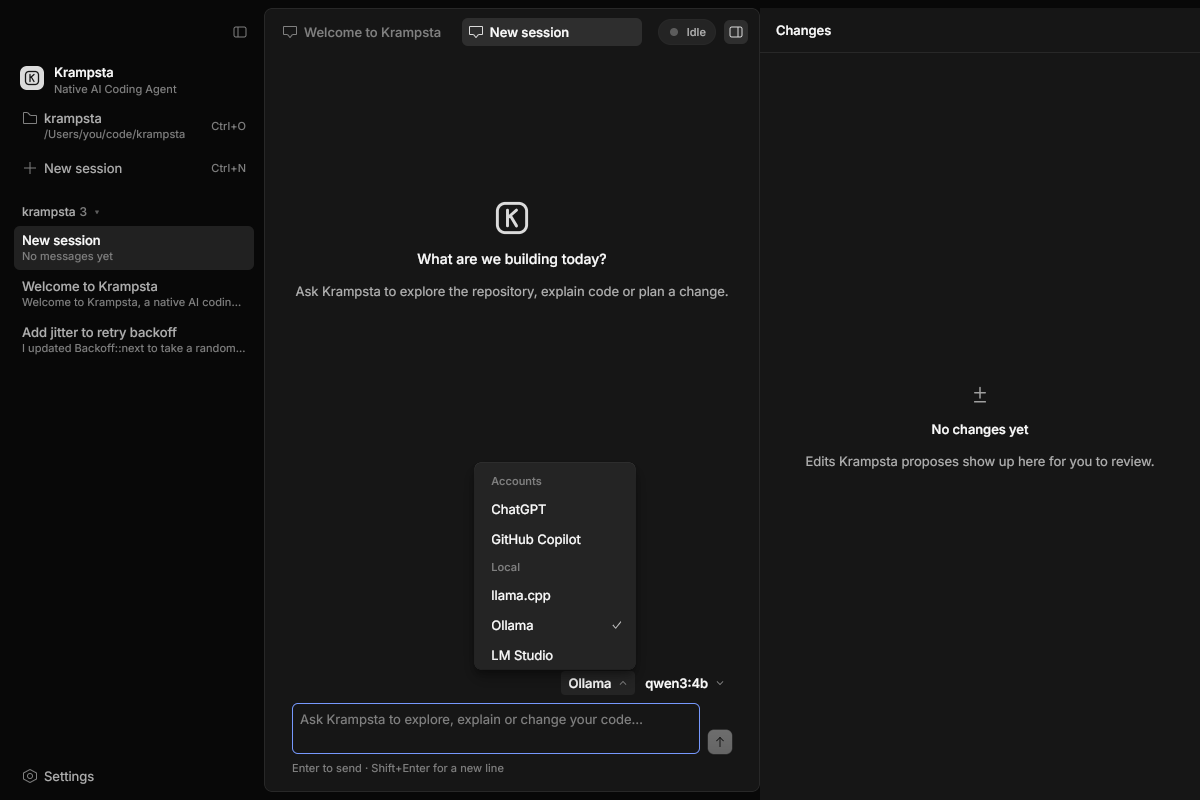 Krampsta
Native AI Coding Agent
krampsta
/Users/you/code/krampsta
Ctrl+O
New session
Ctrl+N
krampsta 3
New session
No messages yet
Welcome to Krampsta
Welcome to Krampsta, a native AI codin...
Add jitter to retry backoff
I updated Backoff::next to take a random...
Settings
Welcome to Krampsta
New session
Idle
K
What are we building today?
Ask Krampsta to explore the repository, explain code or plan a change.
Accounts
ChatGPT
GitHub Copilot
Local
llama.cpp
Ollama
LM Studio
Ollama
qwen3:4b
Ask Krampsta to explore, explain or change your code...
Enter to send · Shift+Enter for a new line
Changes
No changes yet
Edits Krampsta proposes show up here for you to review.